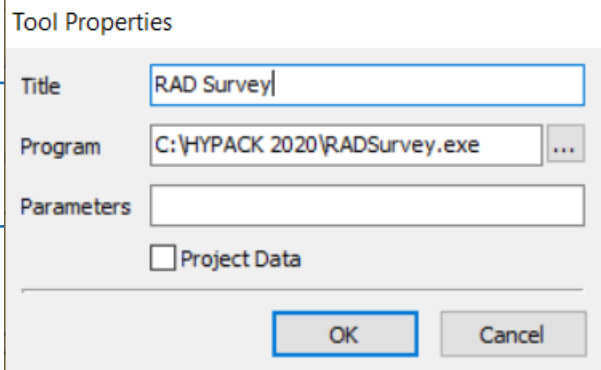 Tool Properties
Title RAD Survey
Program C:\HYPACK 2020\RADSurvey.exe ...
Parameters
Project Data
OK Cancel